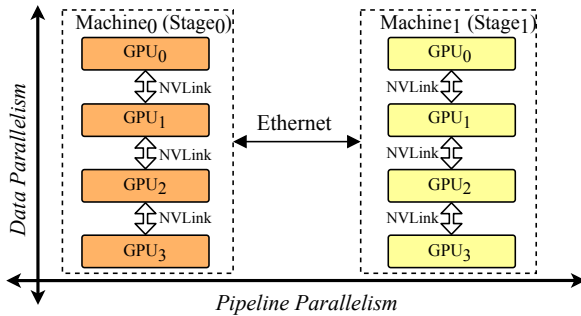 Machine0 (Stage0)
GPU0
NVLink
GPU1
NVLink
GPU2
NVLink
GPU3
Ethernet
Machine1 (Stage1)
GPU0
NVLink
GPU1
NVLink
GPU2
NVLink
GPU3
Data Parallelism
Pipeline Parallelism